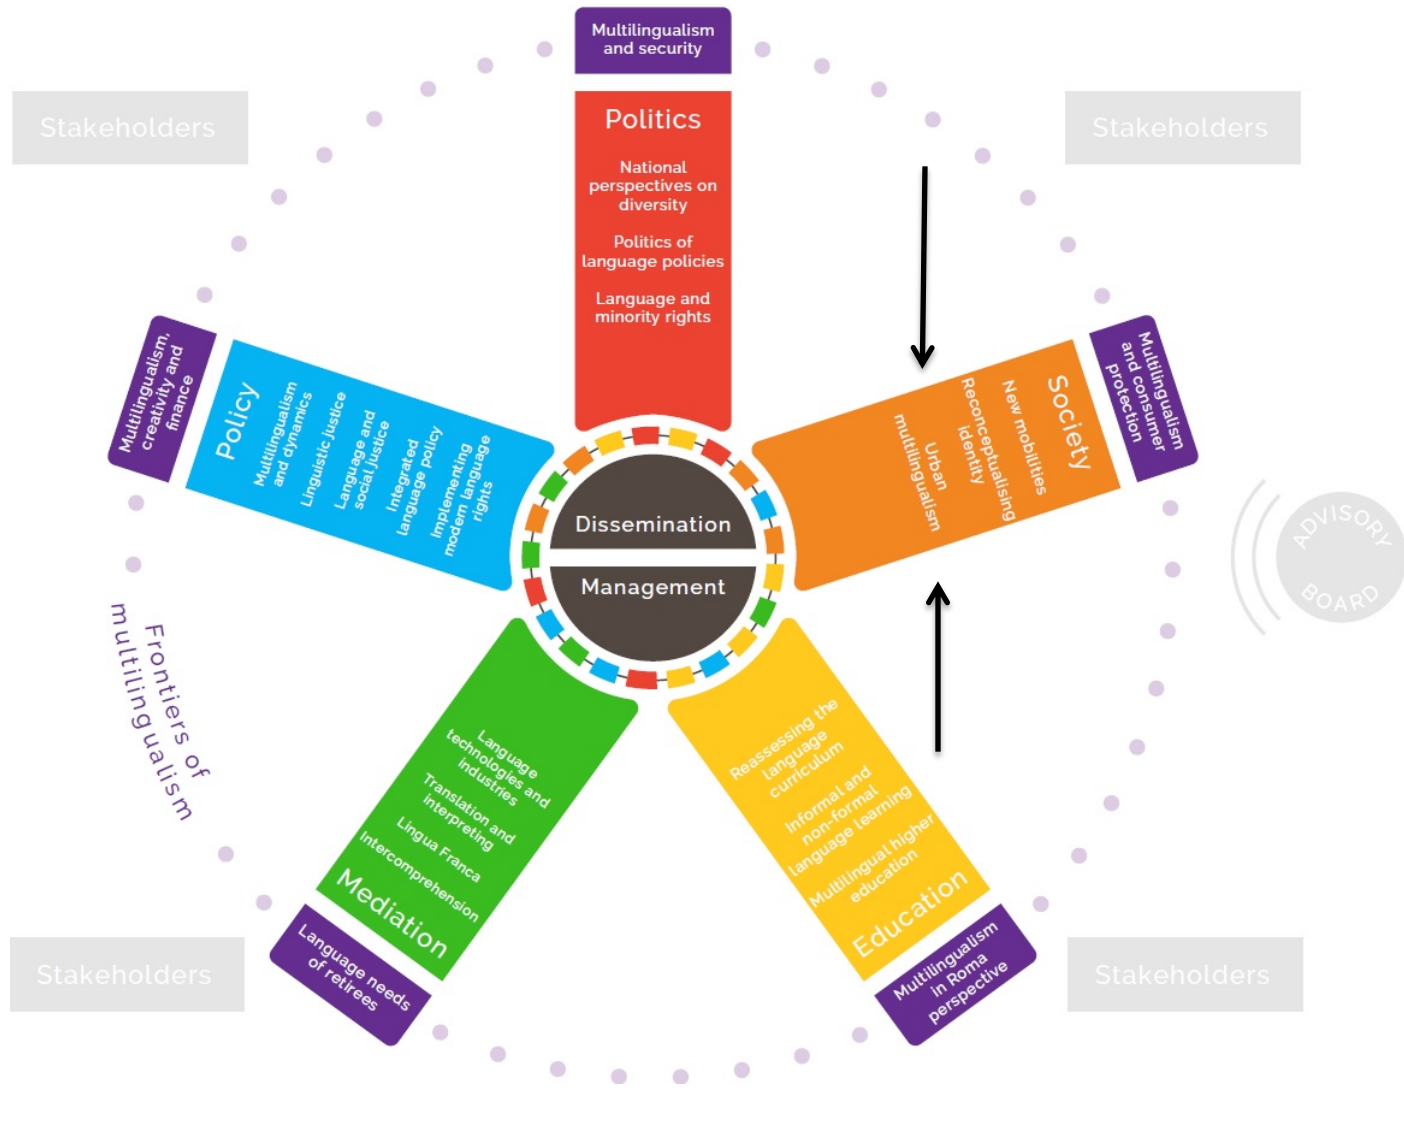 Multilingualism
and security
Stakeholders
Stakeholders
Politics
National
perspectives on
diversity
Politics of
language policies
Language and
minority rights
Multilingualism,
creativity and
finance
Policy
Multilingualism
and dynamics
Linguistic justice
Language and
social justice
Integrated
language policy
Implementing
modern language
rights
Multilingualism
and consumer
protection
Society
New mobilities
Reconceptualising
identity
Urban
multilingualism
Dissemination
Management
ADVISORY
BOARD
Frontiers of
multilingualism
Language
technologies and
industries
Translation and
interpreting
Lingua Franca
Intercomprehension
Mediation
Language needs
of retirees
Reassessing the
language
curriculum
Informal and
non-formal
language learning
Multilingual higher
education
Education
Multilingualism
in Roma
perspective
Stakeholders
Stakeholders